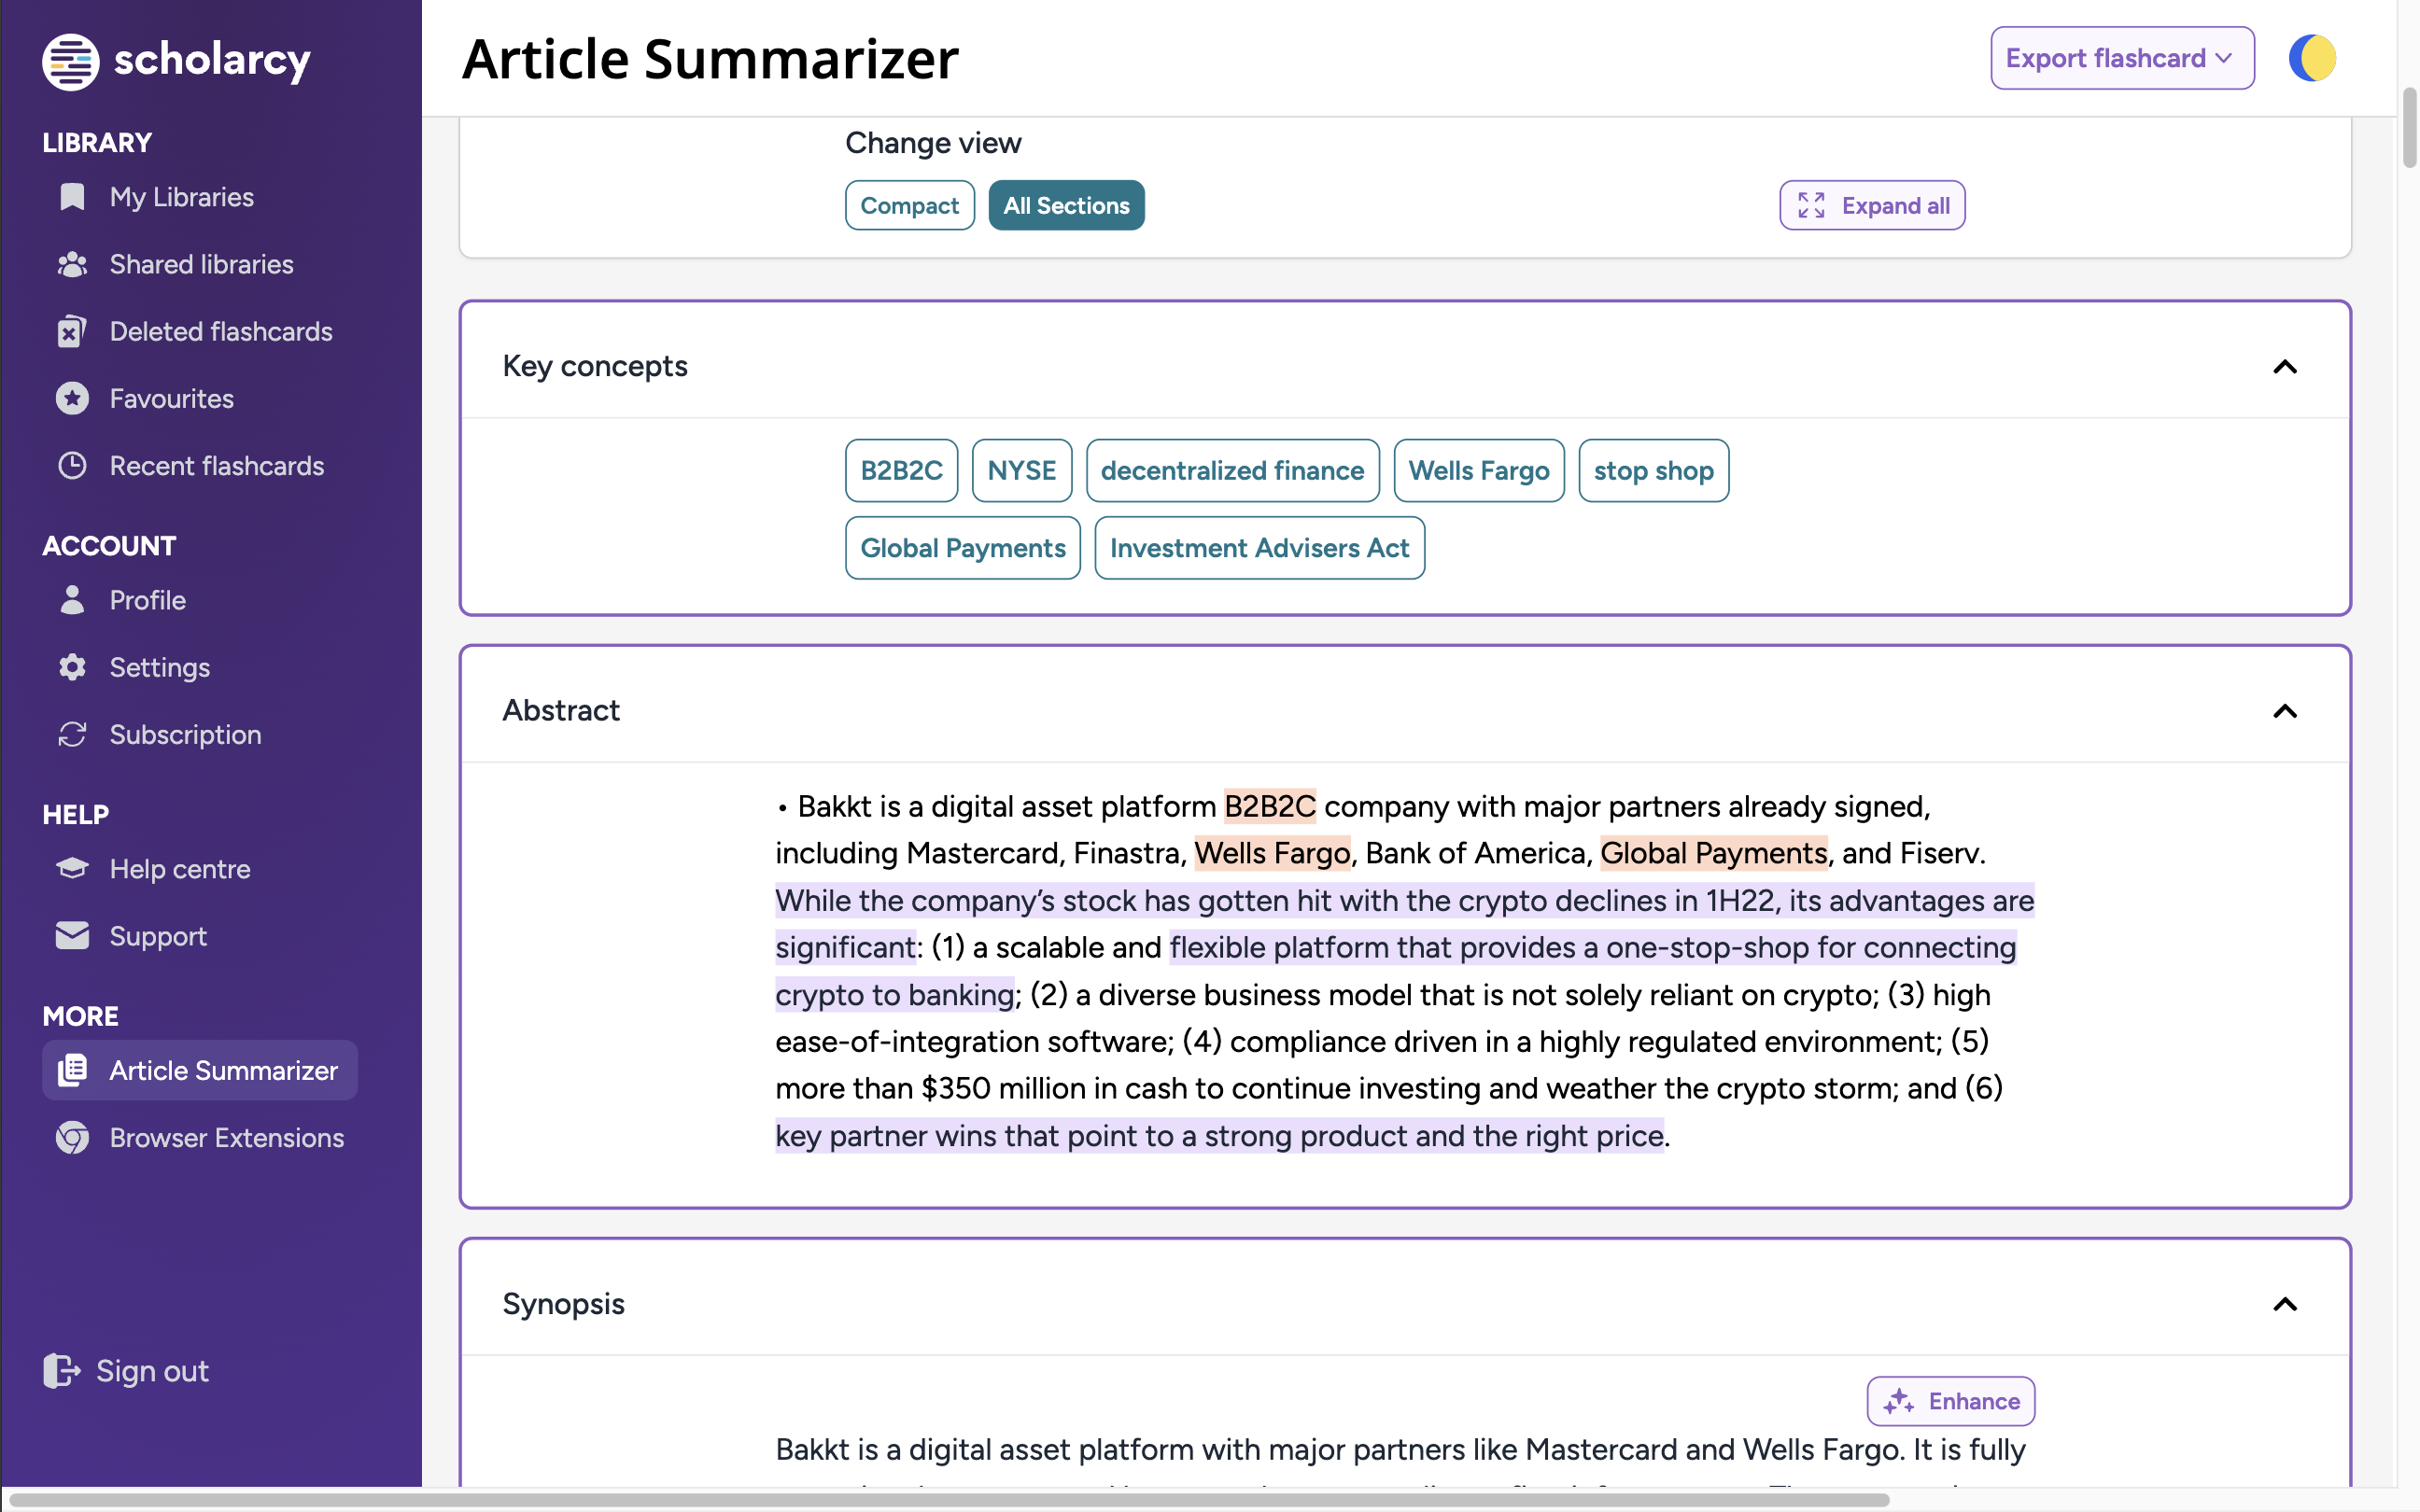 scholarcy
LIBRARY
My Libraries
Shared libraries
Deleted flashcards
Favourites
Recent flashcards
ACCOUNT
Profile
Settings
Subscription
HELP
Help centre
Support
MORE
Article Summarizer
Browser Extensions
Sign out
Article Summarizer
Export flashcard
Change view
Compact
All Sections
Expand all
Key concepts
B2B2C
NYSE
decentralized finance
Wells Fargo
stop shop
Global Payments
Investment Advisers Act
Abstract
• Bakkt is a digital asset platform B2B2C company with major partners already signed,
including Mastercard, Finastra, Wells Fargo, Bank of America, Global Payments, and Fiserv.
While the company’s stock has gotten hit with the crypto declines in 1H22, its advantages are
significant: (1) a scalable and flexible platform that provides a one-stop-shop for connecting
crypto to banking; (2) a diverse business model that is not solely reliant on crypto; (3) high
ease-of-integration software; (4) compliance driven in a highly regulated environment; (5)
more than $350 million in cash to continue investing and weather the crypto storm; and (6)
key partner wins that point to a strong product and the right price.
Synopsis
Enhance
Bakkt is a digital asset platform with major partners like Mastercard and Wells Fargo. It is fully